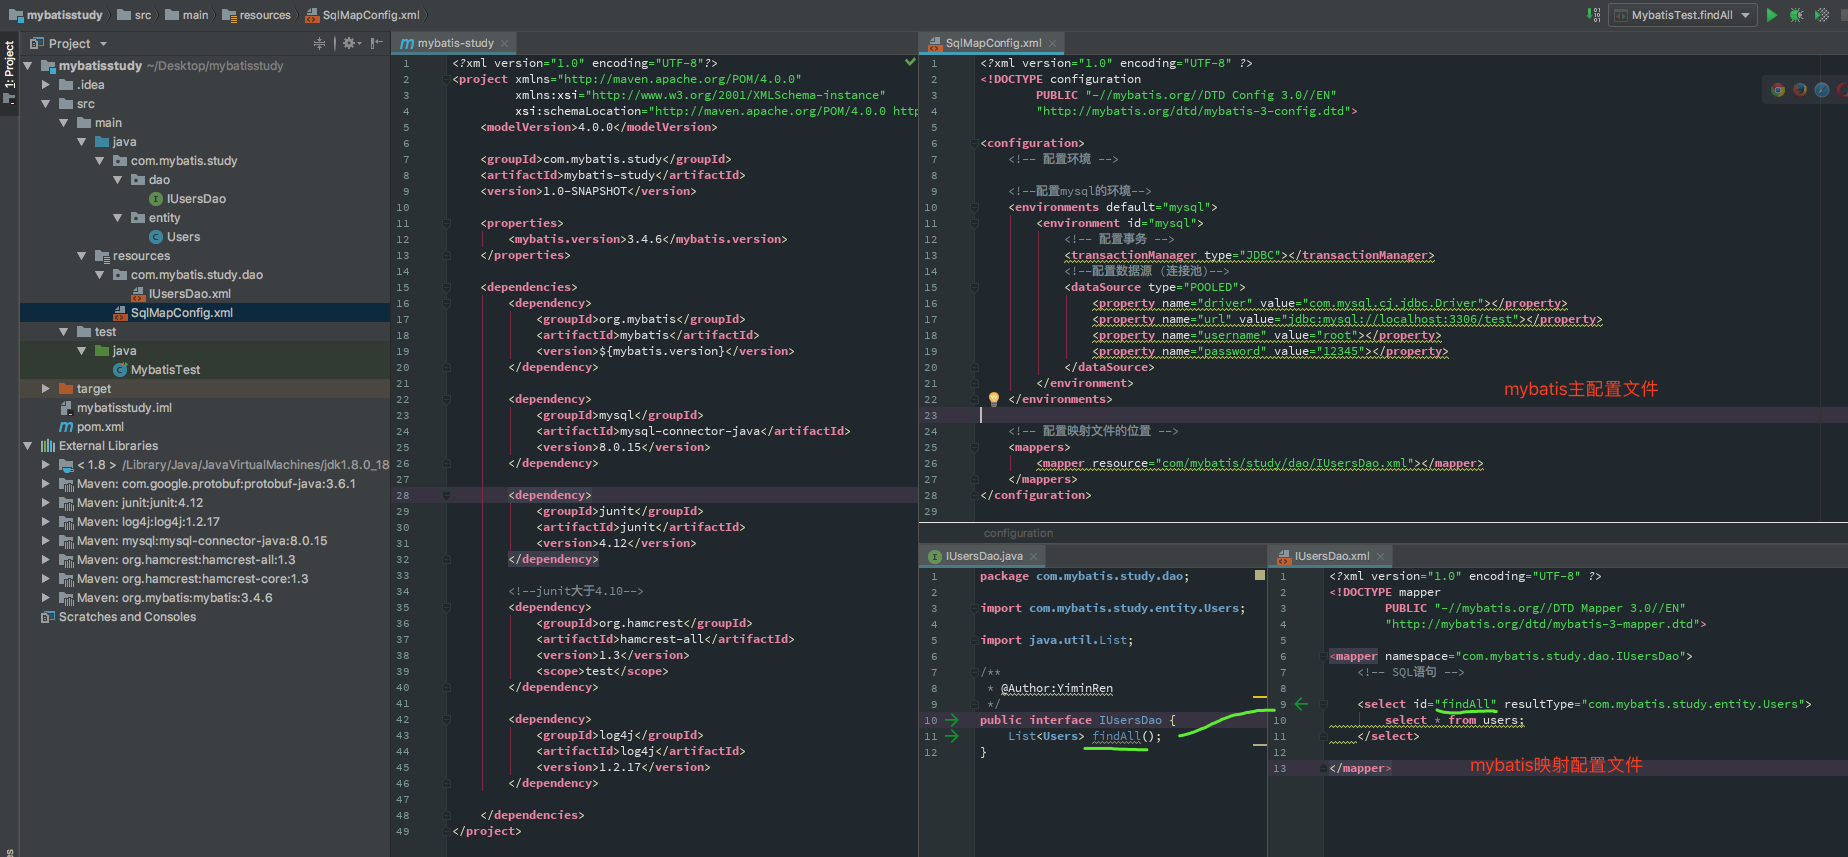 mybatisstudy src main resources SqlMapConfig.xml
MybatisTest.findAll
1: Project
Project
mybatisstudy ~/Desktop/mybatisstudy
.idea
src
main
java
com.mybatis.study
dao
IUsersDao
entity
Users
resources
com.mybatis.study.dao
IUsersDao.xml
SqlMapConfig.xml
test
java
MybatisTest
target
mybatisstudy.iml
pom.xml
External Libraries
< 1.8 > /Library/Java/JavaVirtualMachines/jdk1.8.0_18
Maven: com.google.protobuf:protobuf-java:3.6.1
Maven: junit:junit:4.12
Maven: log4j:log4j:1.2.17
Maven: mysql:mysql-connector-java:8.0.15
Maven: org.hamcrest:hamcrest-all:1.3
Maven: org.hamcrest:hamcrest-core:1.3
Maven: org.mybatis:mybatis:3.4.6
Scratches and Consoles
mybatis-study
1 <?xml version="1.0" encoding="UTF-8"?>
2 <project xmlns="http://maven.apache.org/POM/4.0.0"
3 xmlns:xsi="http://www.w3.org/2001/XMLSchema-instance"
4 xsi:schemaLocation="http://maven.apache.org/POM/4.0.0 http
5 <modelVersion>4.0.0</modelVersion>
6
7 <groupId>com.mybatis.study</groupId>
8 <artifactId>mybatis-study</artifactId>
9 <version>1.0-SNAPSHOT</version>
10
11 <properties>
12 <mybatis.version>3.4.6</mybatis.version>
13 </properties>
14
15 <dependencies>
16 <dependency>
17 <groupId>org.mybatis</groupId>
18 <artifactId>mybatis</artifactId>
19 <version>${mybatis.version}</version>
20 </dependency>
21
22 <dependency>
23 <groupId>mysql</groupId>
24 <artifactId>mysql-connector-java</artifactId>
25 <version>8.0.15</version>
26 </dependency>
27
28 <dependency>
29 <groupId>junit</groupId>
30 <artifactId>junit</artifactId>
31 <version>4.12</version>
32 </dependency>
33
34 <!--junit大于4.10-->
35 <dependency>
36 <groupId>org.hamcrest</groupId>
37 <artifactId>hamcrest-all</artifactId>
38 <version>1.3</version>
39 <scope>test</scope>
40 </dependency>
41
42 <dependency>
43 <groupId>log4j</groupId>
44 <artifactId>log4j</artifactId>
45 <version>1.2.17</version>
46 </dependency>
47
48 </dependencies>
49 </project>
SqlMapConfig.xml
1 <?xml version="1.0" encoding="UTF-8" ?>
2 <!DOCTYPE configuration
3 PUBLIC "-//mybatis.org//DTD Config 3.0//EN"
4 "http://mybatis.org/dtd/mybatis-3-config.dtd">
5
6 <configuration>
7 <!-- 配置环境 -->
8
9 <!--配置mysql的环境-->
10 <environments default="mysql">
11 <environment id="mysql">
12 <!-- 配置事务 -->
13 <transactionManager type="JDBC"></transactionManager>
14 <!--配置数据源 (连接池)-->
15 <dataSource type="POOLED">
16 <property name="driver" value="com.mysql.cj.jdbc.Driver"></property>
17 <property name="url" value="jdbc:mysql://localhost:3306/test"></property>
18 <property name="username" value="root"></property>
19 <property name="password" value="12345"></property>
20 </dataSource>
21 </environment>
22 </environments>
23
24 <!-- 配置映射文件的位置 -->
25 <mappers>
26 <mapper resource="com/mybatis/study/dao/IUsersDao.xml"></mapper>
27 </mappers>
28 </configuration>
29
mybatis主配置文件
configuration
IUsersDao.java
1 package com.mybatis.study.dao;
2
3 import com.mybatis.study.entity.Users;
4
5 import java.util.List;
6
7 /**
8 * @Author:YiminRen
9 */
10 public interface IUsersDao {
11 List<Users> findAll();
12 }
IUsersDao.xml
1 <?xml version="1.0" encoding="UTF-8" ?>
2 <!DOCTYPE mapper
3 PUBLIC "-//mybatis.org//DTD Mapper 3.0//EN"
4 "http://mybatis.org/dtd/mybatis-3-mapper.dtd">
5
6 <mapper namespace="com.mybatis.study.dao.IUsersDao">
7 <!-- SQL语句 -->
8
9 <select id="findAll" resultType="com.mybatis.study.entity.Users">
10 select * from users;
11 </select>
12
13 </mapper>
mybatis映射配置文件